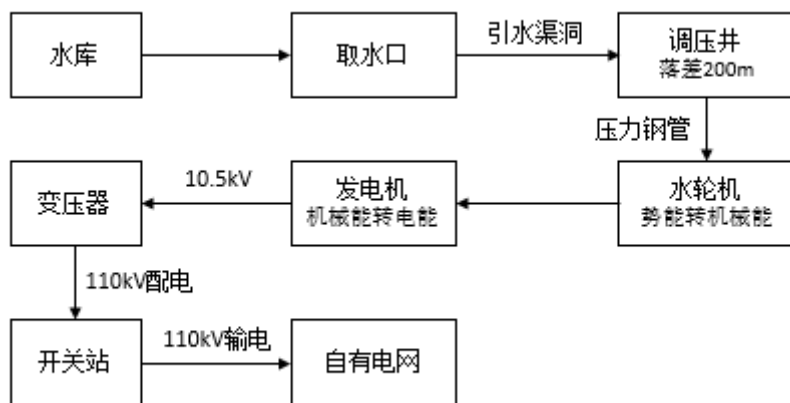 水库
取水口
引水渠洞
调压井
落差200m
压力钢管
水轮机
势能转机械能
发电机
机械能转电能
10.5kV
变压器
110kV配电
开关站
110kV输电
自有电网